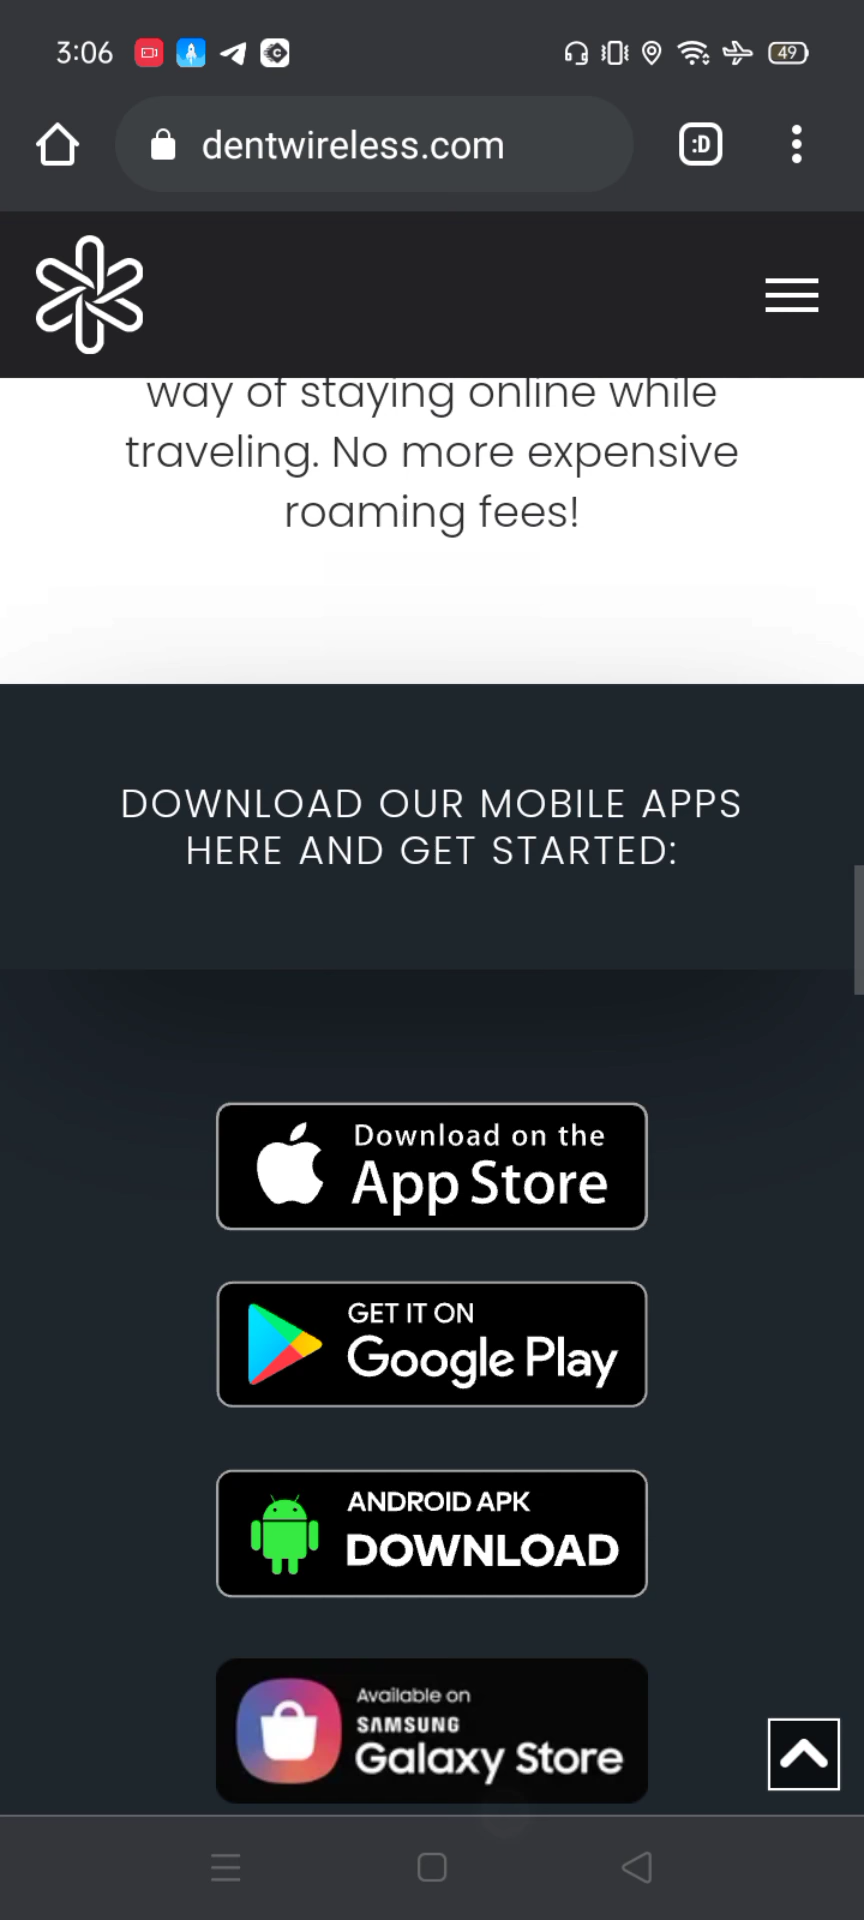 3:06
49
dentwireless.com
:D
way of staying online while
traveling. No more expensive
roaming fees!
DOWNLOAD OUR MOBILE APPS
HERE AND GET STARTED:
Download on the
App Store
GET IT ON
Google Play
ANDROID APK
DOWNLOAD
Available on
SAMSUNG
Galaxy Store